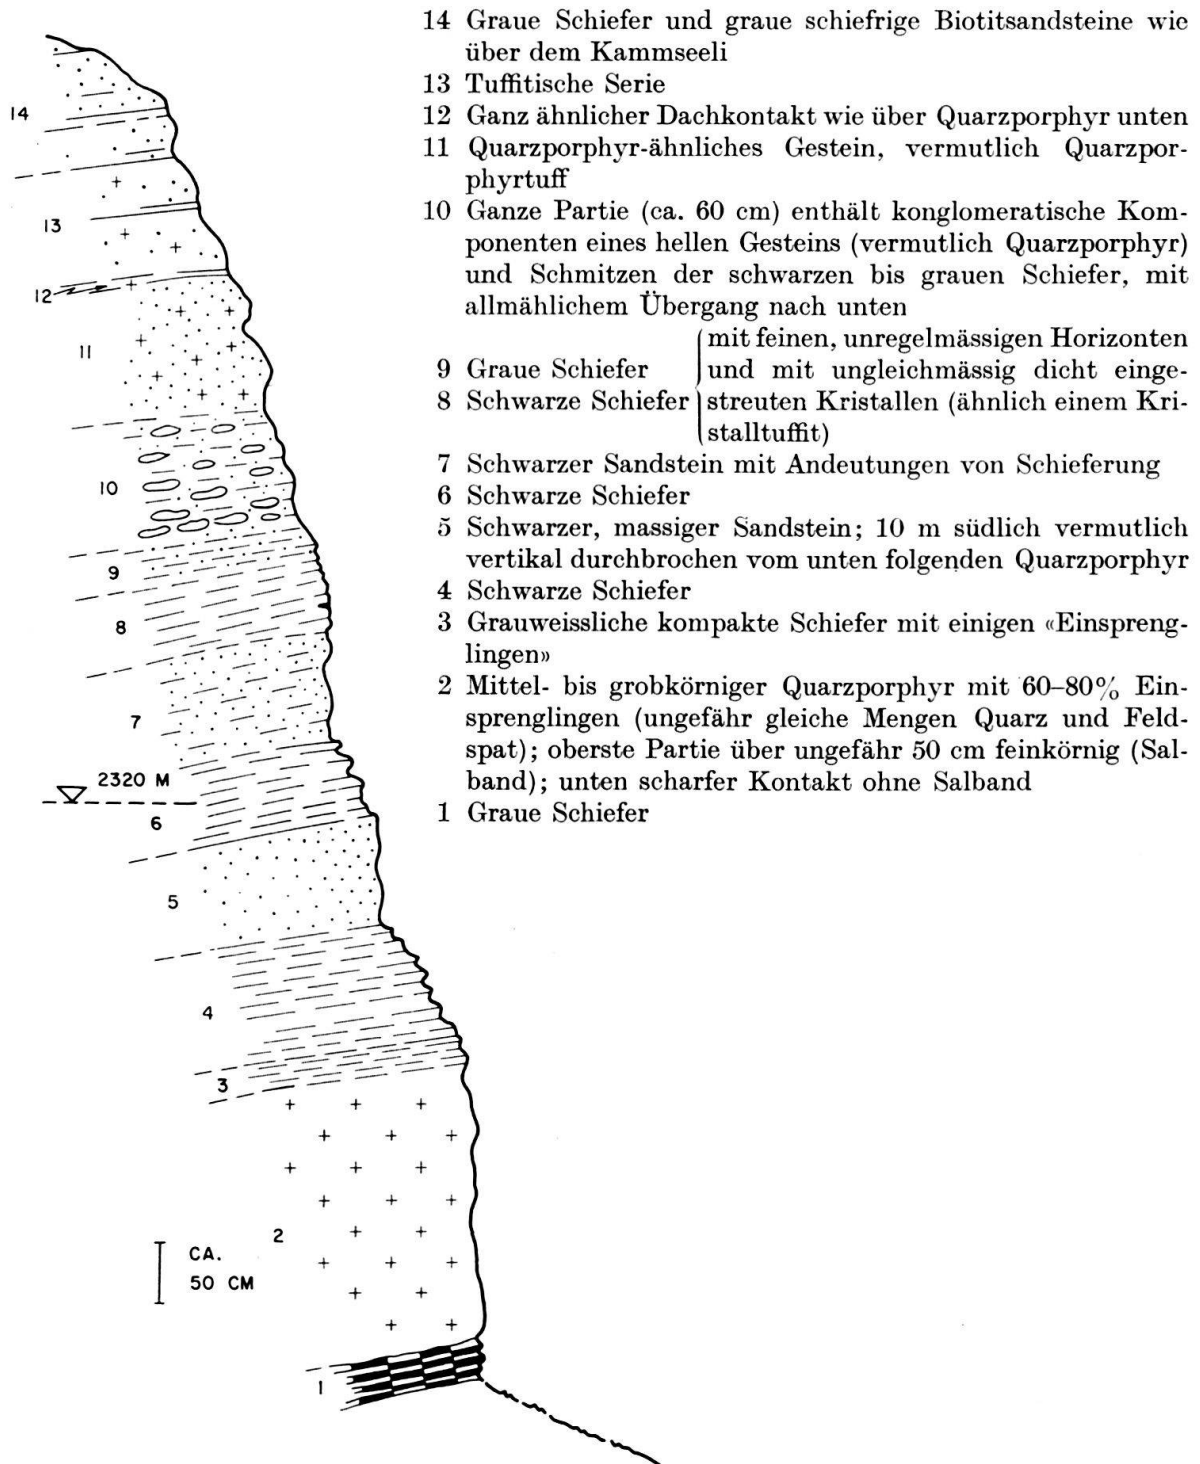 14 Graue Schiefer und graue schiefrige Biotitsandsteine wie
über dem Kammseeli
13 Tuffitische Serie
12 Ganz ähnlicher Dachkontakt wie über Quarzporphyr unten
11 Quarzporphyr-ähnliches Gestein, vermutlich Quarzpor-
phyrtuff
10 Ganze Partie (ca. 60 cm) enthält konglomeratische Kom-
ponenten eines hellen Gesteins (vermutlich Quarzporphyr)
und Schmitzen der schwarzen bis grauen Schiefer, mit
allmählichem Übergang nach unten
mit feinen, unregelmässigen Horizonten
9 Graue Schiefer und mit ungleichmässig dicht einge-
8 Schwarze Schiefer streuten Kristallen (ähnlich einem Kri-
stalltuffit)
7 Schwarzer Sandstein mit Andeutungen von Schieferung
6 Schwarze Schiefer
5 Schwarzer, massiger Sandstein; 10 m südlich vermutlich
vertikal durchbrochen vom unten folgenden Quarzporphyr
4 Schwarze Schiefer
3 Grauweissliche kompakte Schiefer mit einigen «Einspreng-
lingen»
2 Mittel- bis grobkörniger Quarzporphyr mit 60–80% Ein-
sprenglingen (ungefähr gleiche Mengen Quarz und Feld-
spat); oberste Partie über ungefähr 50 cm feinkörnig (Sal-
band); unten scharfer Kontakt ohne Salband
1 Graue Schiefer
14
13
12
11
10
9
8
7
2320 M
6
5
4
3
2
CA.
50 CM
1